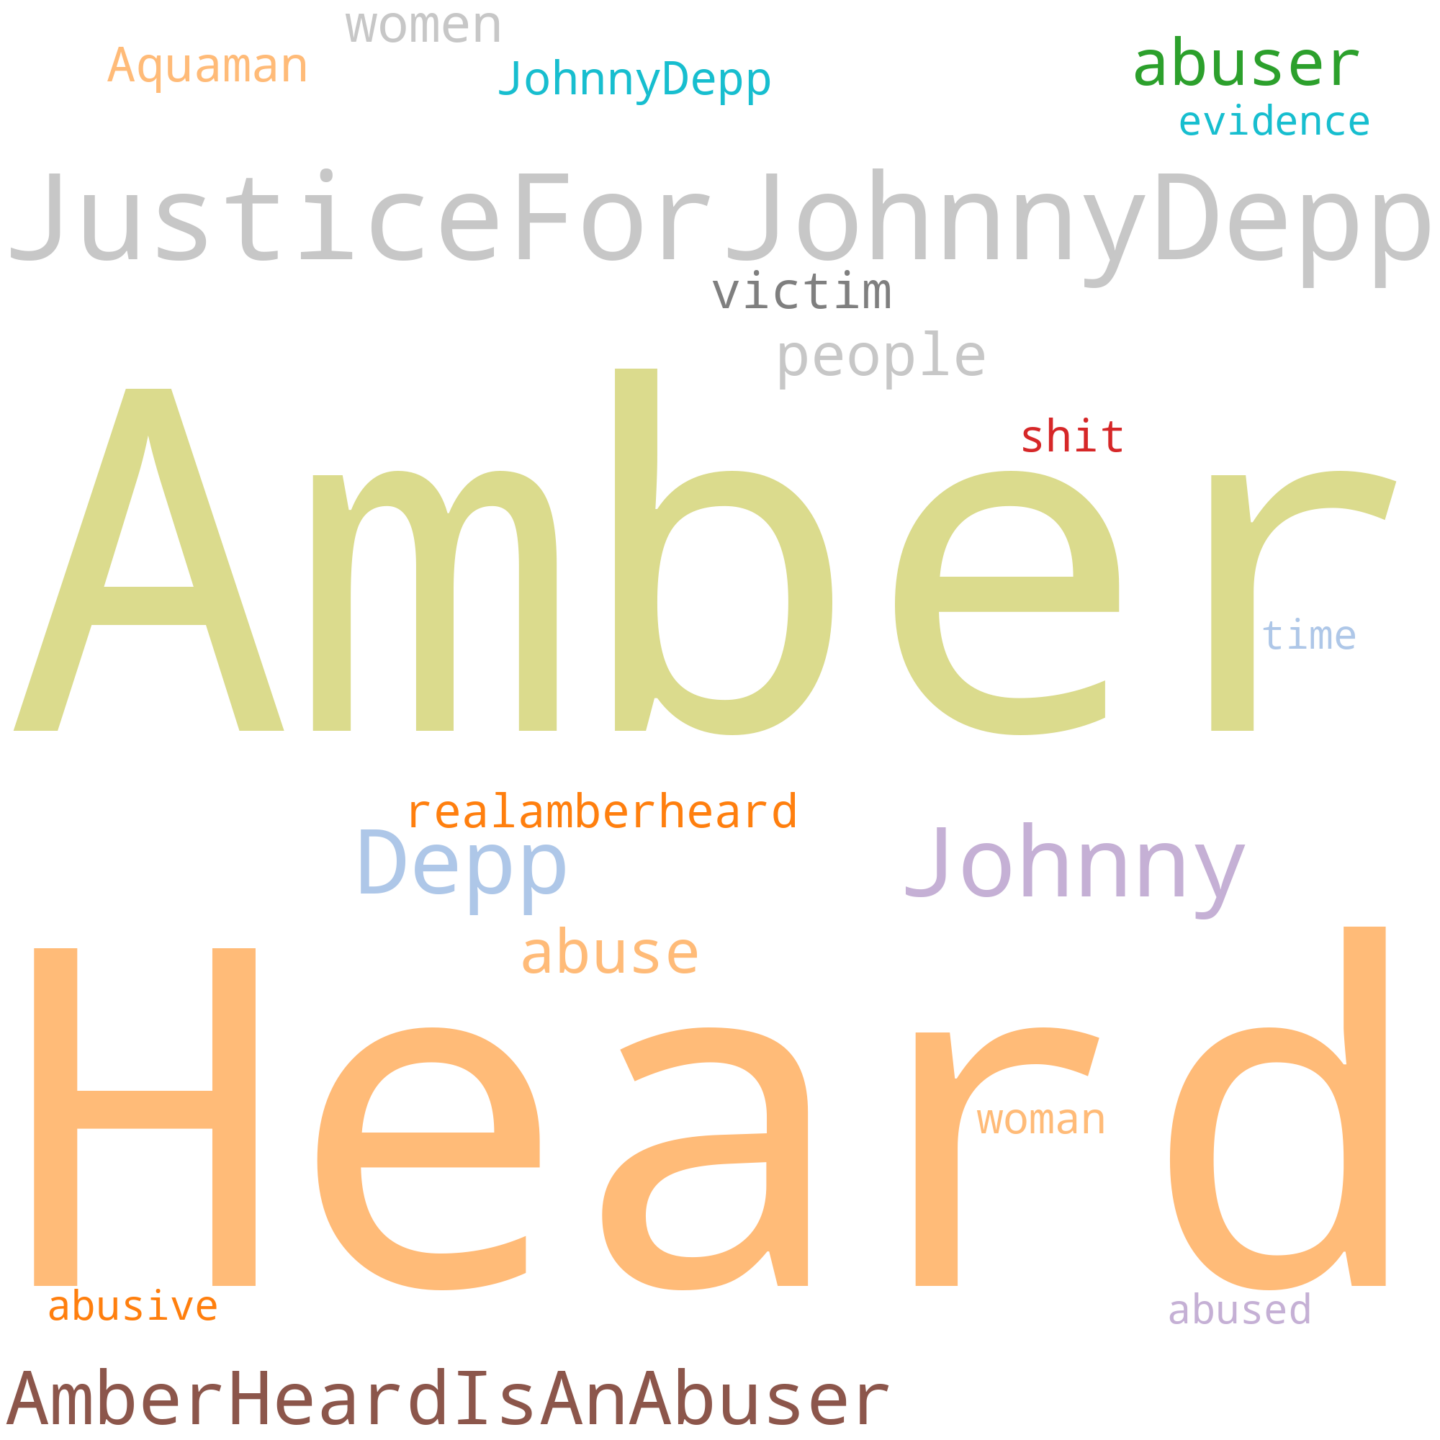 women
Aquaman
JohnnyDepp
abuser
evidence
JusticeForJohnnyDepp
victim
people
shit
Amber
time
realamberheard
Depp
Johnny
abuse
Heard
woman
abusive
abused
AmberHeardIsAnAbuser